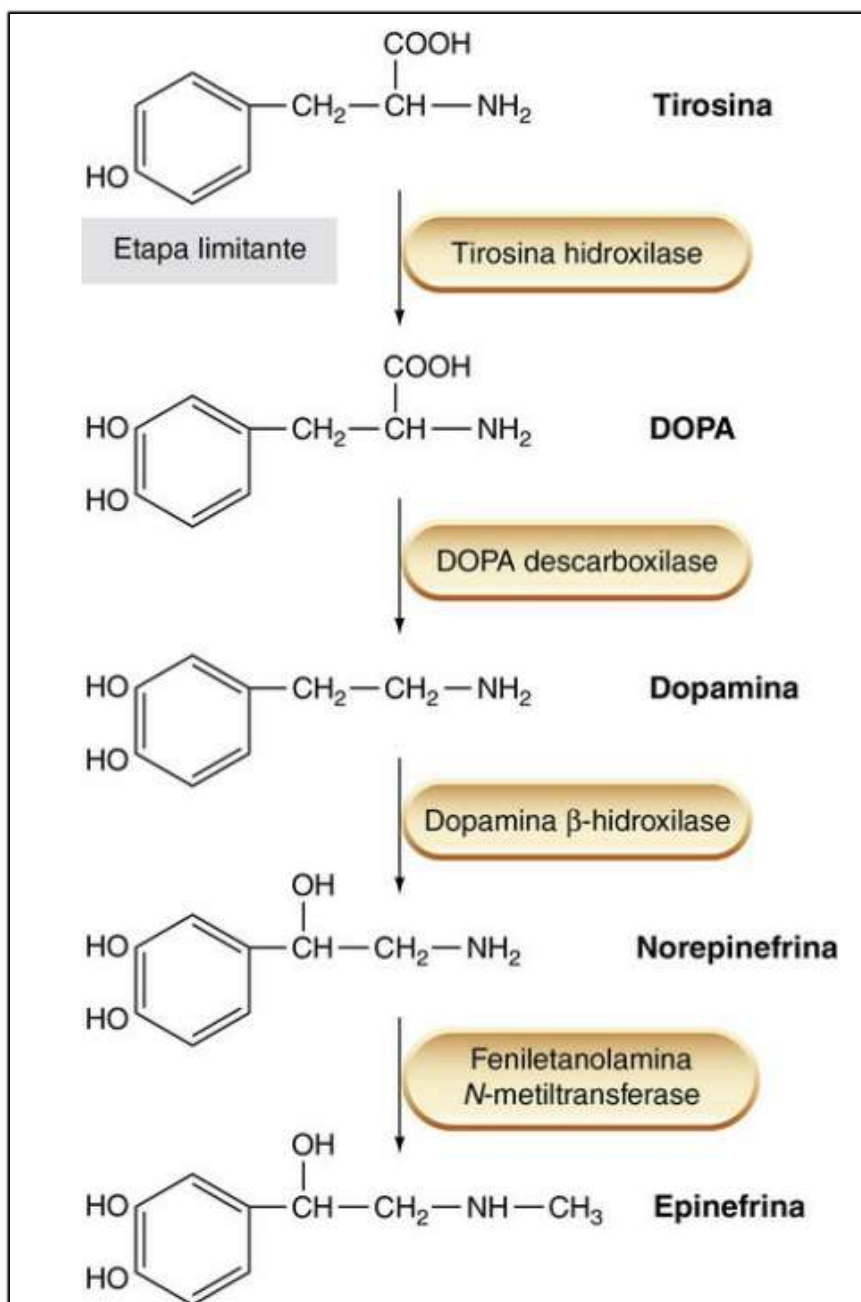 COOH
CH2—CH—NH2 Tirosina
HO
Etapa limitante
Tirosina hidroxilase
COOH
HO
CH2—CH—NH2 DOPA
HO
DOPA descarboxilase
HO
CH2—CH2—NH2 Dopamina
HO
Dopamina β-hidroxilase
OH
HO
CH—CH2—NH2 Norepinefrina
HO
Feniletanolamina
N-metiltransferase
OH
HO
CH—CH2—NH—CH3 Epinefrina
HO